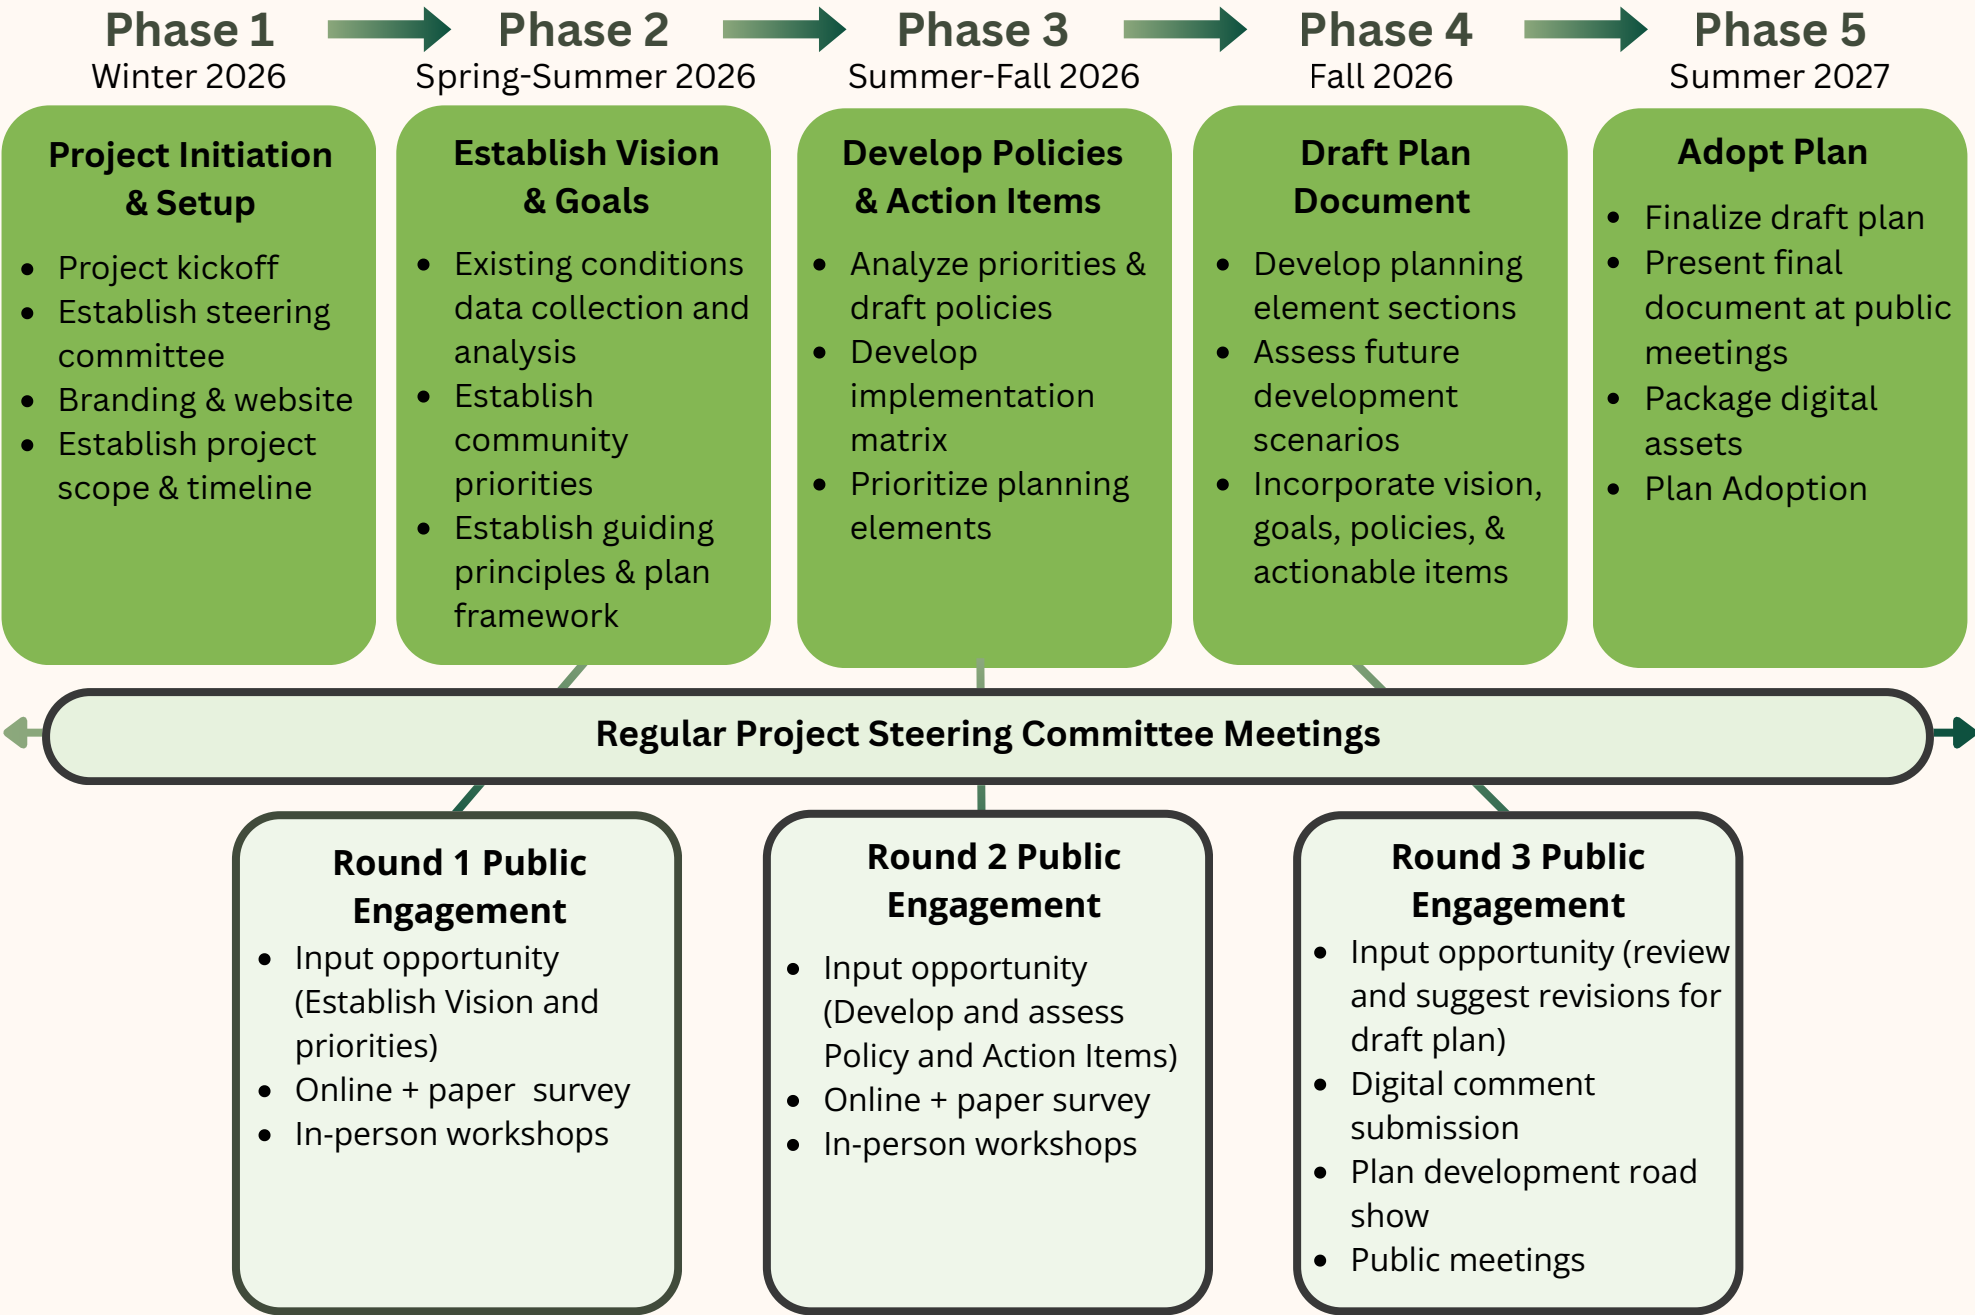 Phase 1
Winter 2026
Project Initiation
& Setup
• Project kickoff
• Establish steering
committee
• Branding & website
• Establish project
scope & timeline
Phase 2
Spring-Summer 2026
Establish Vision
& Goals
• Existing conditions
data collection and
analysis
• Establish
community
priorities
• Establish guiding
principles & plan
framework
Phase 3
Summer-Fall 2026
Develop Policies
& Action Items
• Analyze priorities &
draft policies
• Develop
implementation
matrix
• Prioritize planning
elements
Phase 4
Fall 2026
Draft Plan
Document
• Develop planning
element sections
• Assess future
development
scenarios
• Incorporate vision,
goals, policies, &
actionable items
Phase 5
Summer 2027
Adopt Plan
• Finalize draft plan
• Present final
document at public
meetings
• Package digital
assets
• Plan Adoption
Regular Project Steering Committee Meetings
Round 1 Public
Engagement
• Input opportunity
(Establish Vision and
priorities)
• Online + paper  survey
• In-person workshops
Round 2 Public
Engagement
• Input opportunity
(Develop and assess
Policy and Action Items)
• Online + paper survey
• In-person workshops
Round 3 Public
Engagement
• Input opportunity (review
and suggest revisions for
draft plan)
• Digital comment
submission
• Plan development road
show
• Public meetings